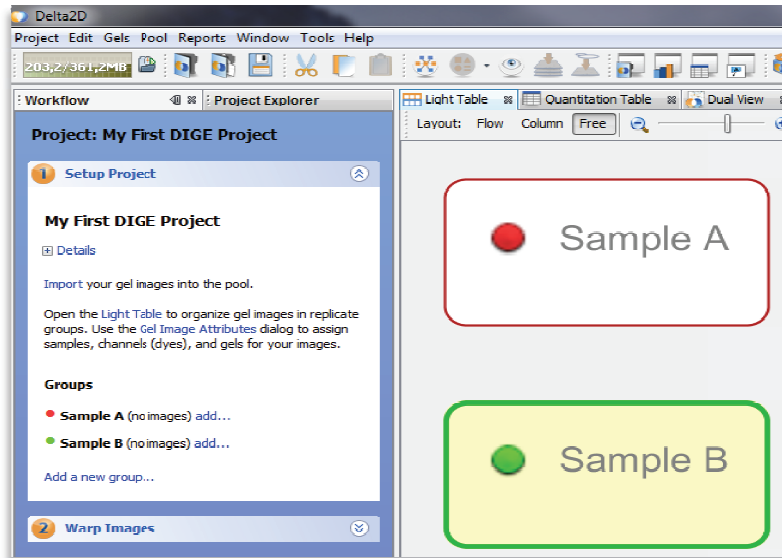 Delta2D
Project Edit Gels Pool Reports Window Tools Help
203,2/361,2MB
Workflow
Project Explorer
Light Table
Quantitation Table
Dual View
Layout: Flow Column Free
Project: My First DIGE Project
1 Setup Project
My First DIGE Project
Details
Import your gel images into the pool.
Open the Light Table to organize gel images in replicate
groups. Use the Gel Image Attributes dialog to assign
samples, channels (dyes), and gels for your images.
Groups
Sample A (no images) add...
Sample B (no images) add...
Add a new group...
2 Warp Images
Sample A
Sample B